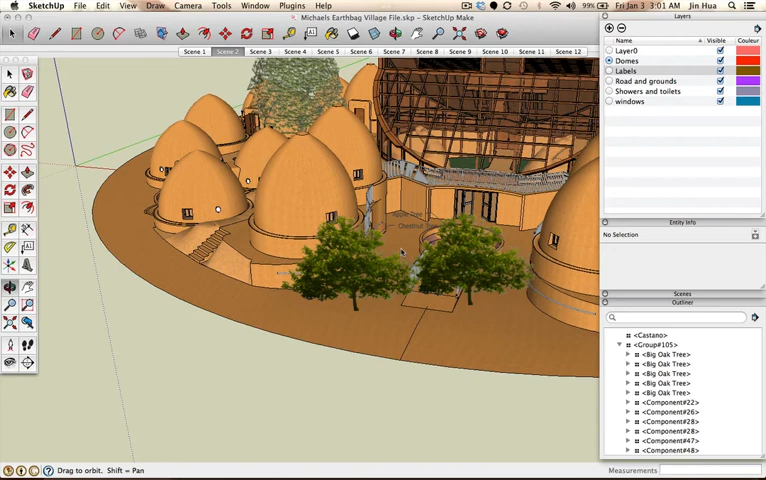 SketchUp File Edit View Draw Camera Tools Window Plugins Help 99% Fri Jan 3 3:01 AM Jin Hua
Michaels Earthbag Village File.skp - SketchUp Make
Scene 1 Scene 2 Scene 3 Scene 4 Scene 5 Scene 6 Scene 7 Scene 8 Scene 9 Scene 10 Scene 11 Scene 12
Layers
Name Visible Couleur
Layer0
Domes
Labels
Road and grounds
Showers and toilets
windows
Apple Tree
Chestnut Tree
Entity Info
No Selection
Scenes
Outliner
<Castano>
<Group#105>
<Big Oak Tree>
<Big Oak Tree>
<Big Oak Tree>
<Big Oak Tree>
<Big Oak Tree>
<Component#22>
<Component#26>
<Component#28>
<Component#28>
<Component#47>
<Component#48>
Drag to orbit. Shift = Pan
Measurements